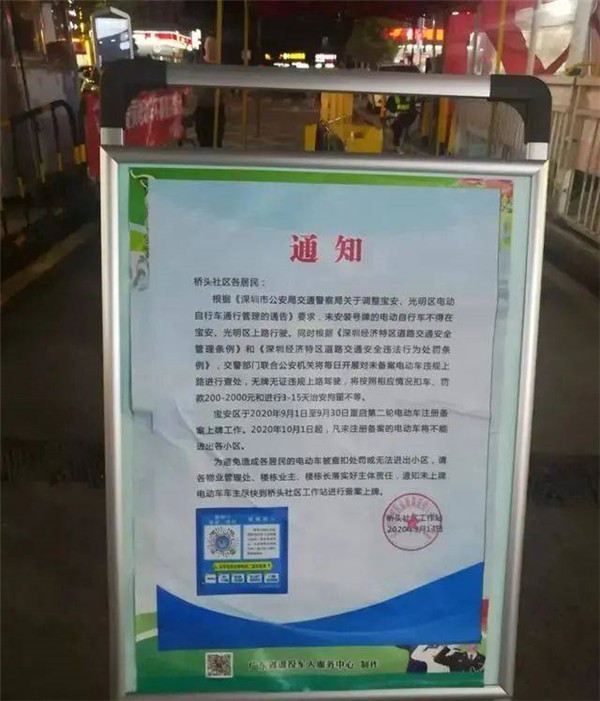 通知
桥头社区各居民：
根据《深圳市公安局交通警察局关于调整宝安、光明区电动
自行车通行管理的通告》要求，未安装号牌的电动自行车不得在
宝安、光明区上路行驶。同时根据《深圳经济特区道路交通安全
管理条例》和《深圳经济特区道路交通安全违法行为处罚条
例》，交警部门联合公安机关将每日开展对未备案电动车违规上
路进行查处，无牌无证违规上路驾驶，将按照相应情况扣车、罚
款200-2000元和进行3-15天治安拘留不等。
宝安区于2020年9月1日至9月30日重启第二轮电动车注册备
案上牌工作。2020年10月1日起，凡未注册备案的电动车将不能
进出各小区。
为避免造成各居民的电动车被查扣处罚或无法进出小区，请
各物业管理处、楼栋业主、楼栋长落实好主体责任，通知未上牌
电动车车主尽快到桥头社区工作站进行备案上牌。
桥头社区工作站
2020年9月13日
制作